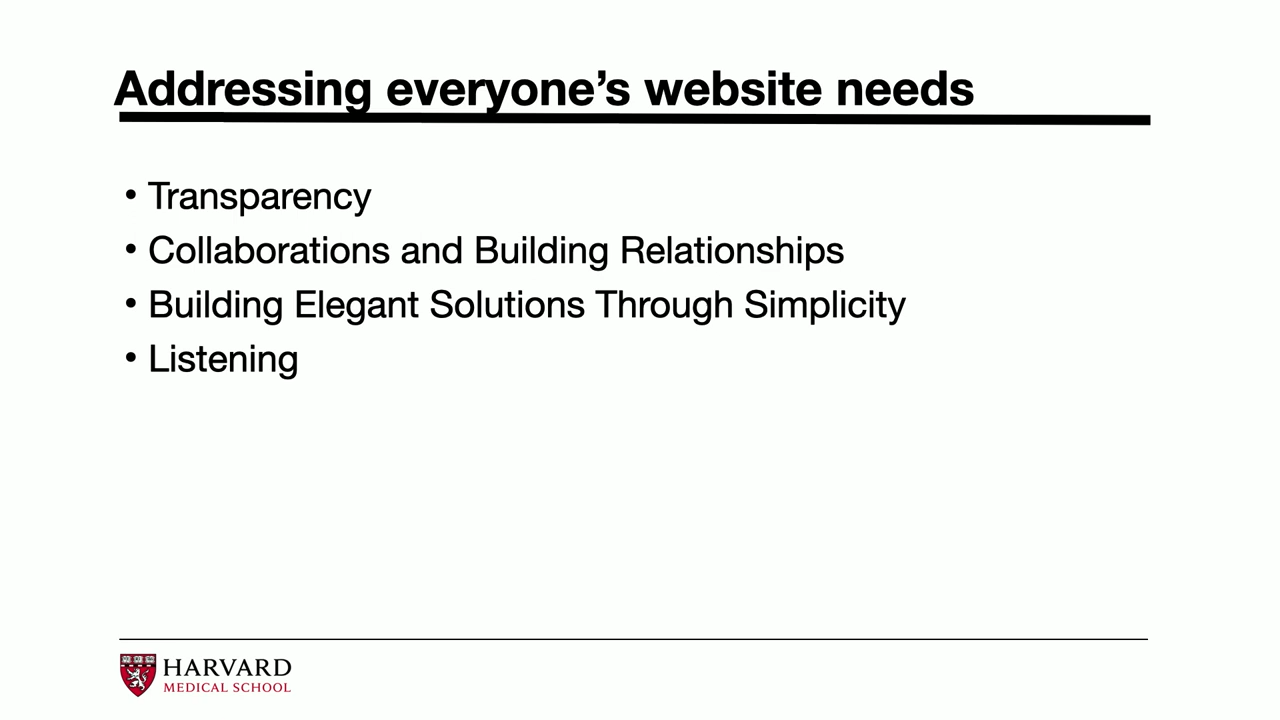 Addressing everyone’s website needs
• Transparency
• Collaborations and Building Relationships
• Building Elegant Solutions Through Simplicity
• Listening
HARVARD
MEDICAL SCHOOL